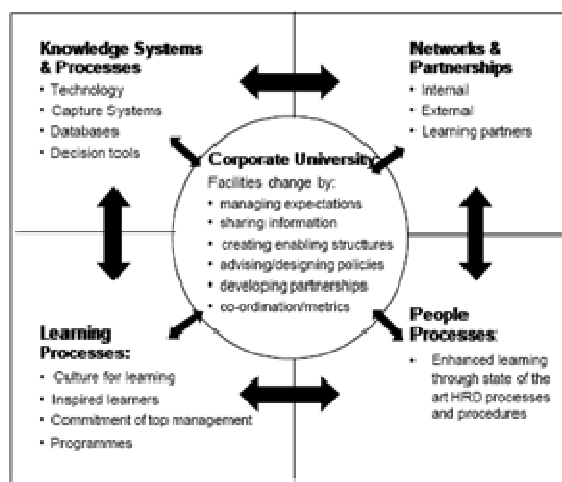 Knowledge Systems
& Processes
• Technology
• Capture Systems
• Databases
• Decision tools
Networks &
Partnerships
• Internal
• External
• Learning partners
Corporate University
Facilities change by:
• managing expectations
• sharing information
• creating enabling structures
• advising/designing policies
• developing partnerships
• co-ordination/metrics
Learning
Processes:
• Culture for learning
• Inspired learners
• Commitment of top management
• Programmes
People
Processes:
• Enhanced learning
through state of the
art HRD processes
and procedures